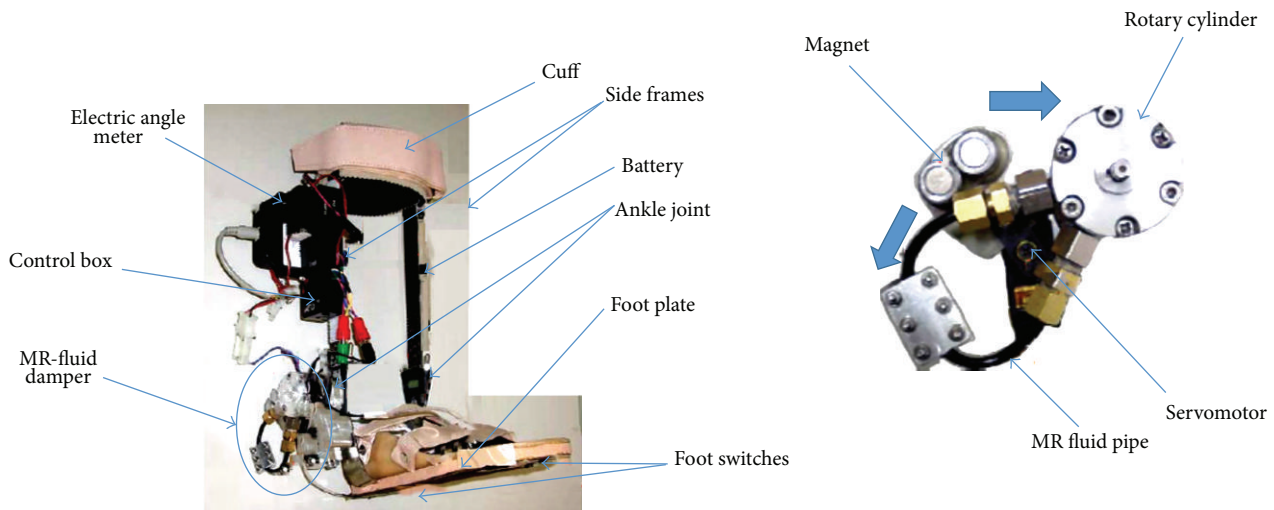 Cuff
Side frames
Electric angle
meter
Battery
Ankle joint
Control box
Foot plate
MR-fluid
damper
Foot switches
Rotary cylinder
Magnet
Servomotor
MR fluid pipe